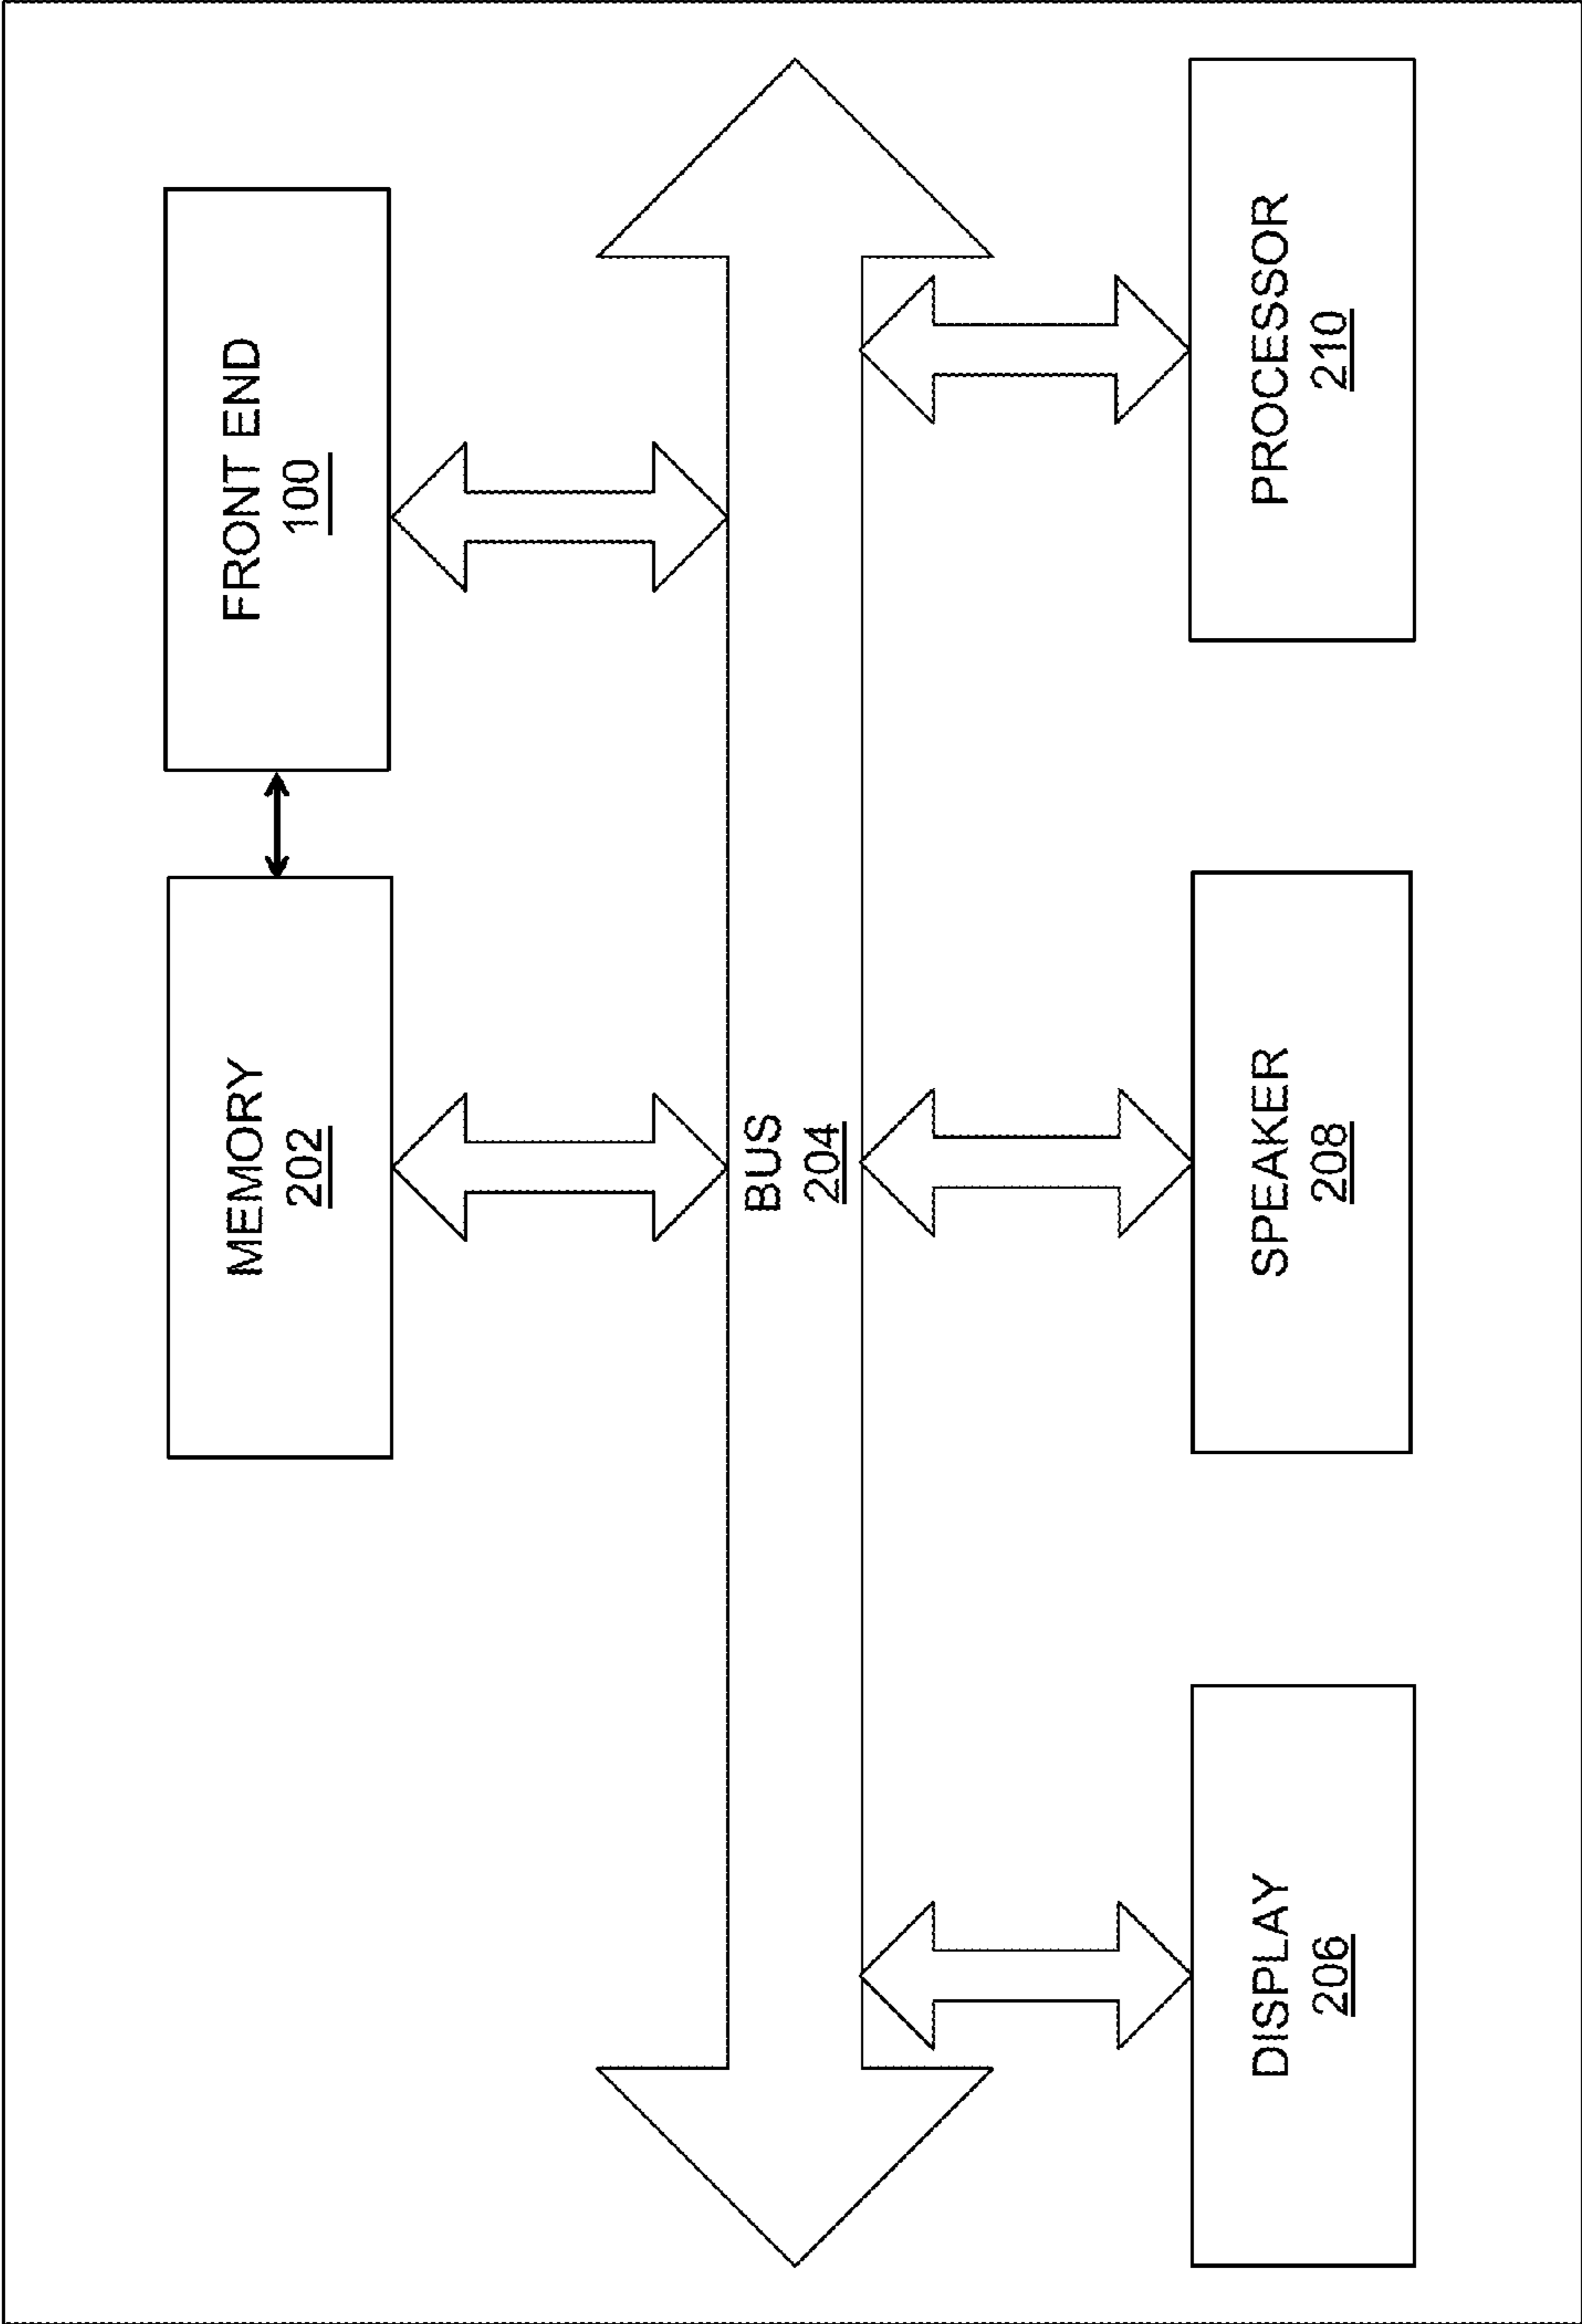 MEMORY
202
FRONT END
100
BUS
204
DISPLAY
206
SPEAKER
208
PROCESSOR
210